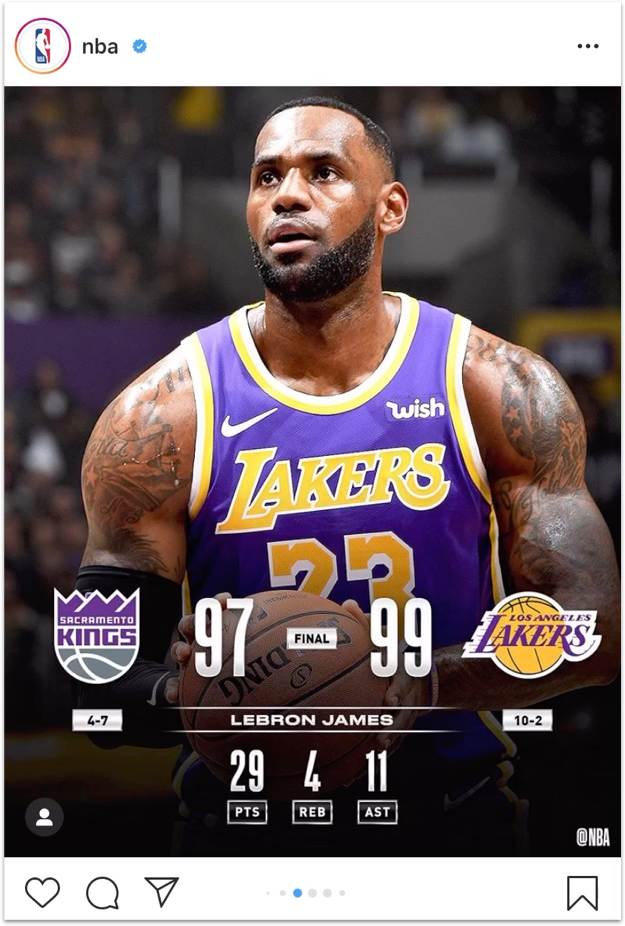 nba
wish
LAKERS
23
SACRAMENTO
KINGS
97
FINAL
99
LOS ANGELES
LAKERS
4-7
LEBRON JAMES
10-2
29
4
11
PTS
REB
AST
@NBA